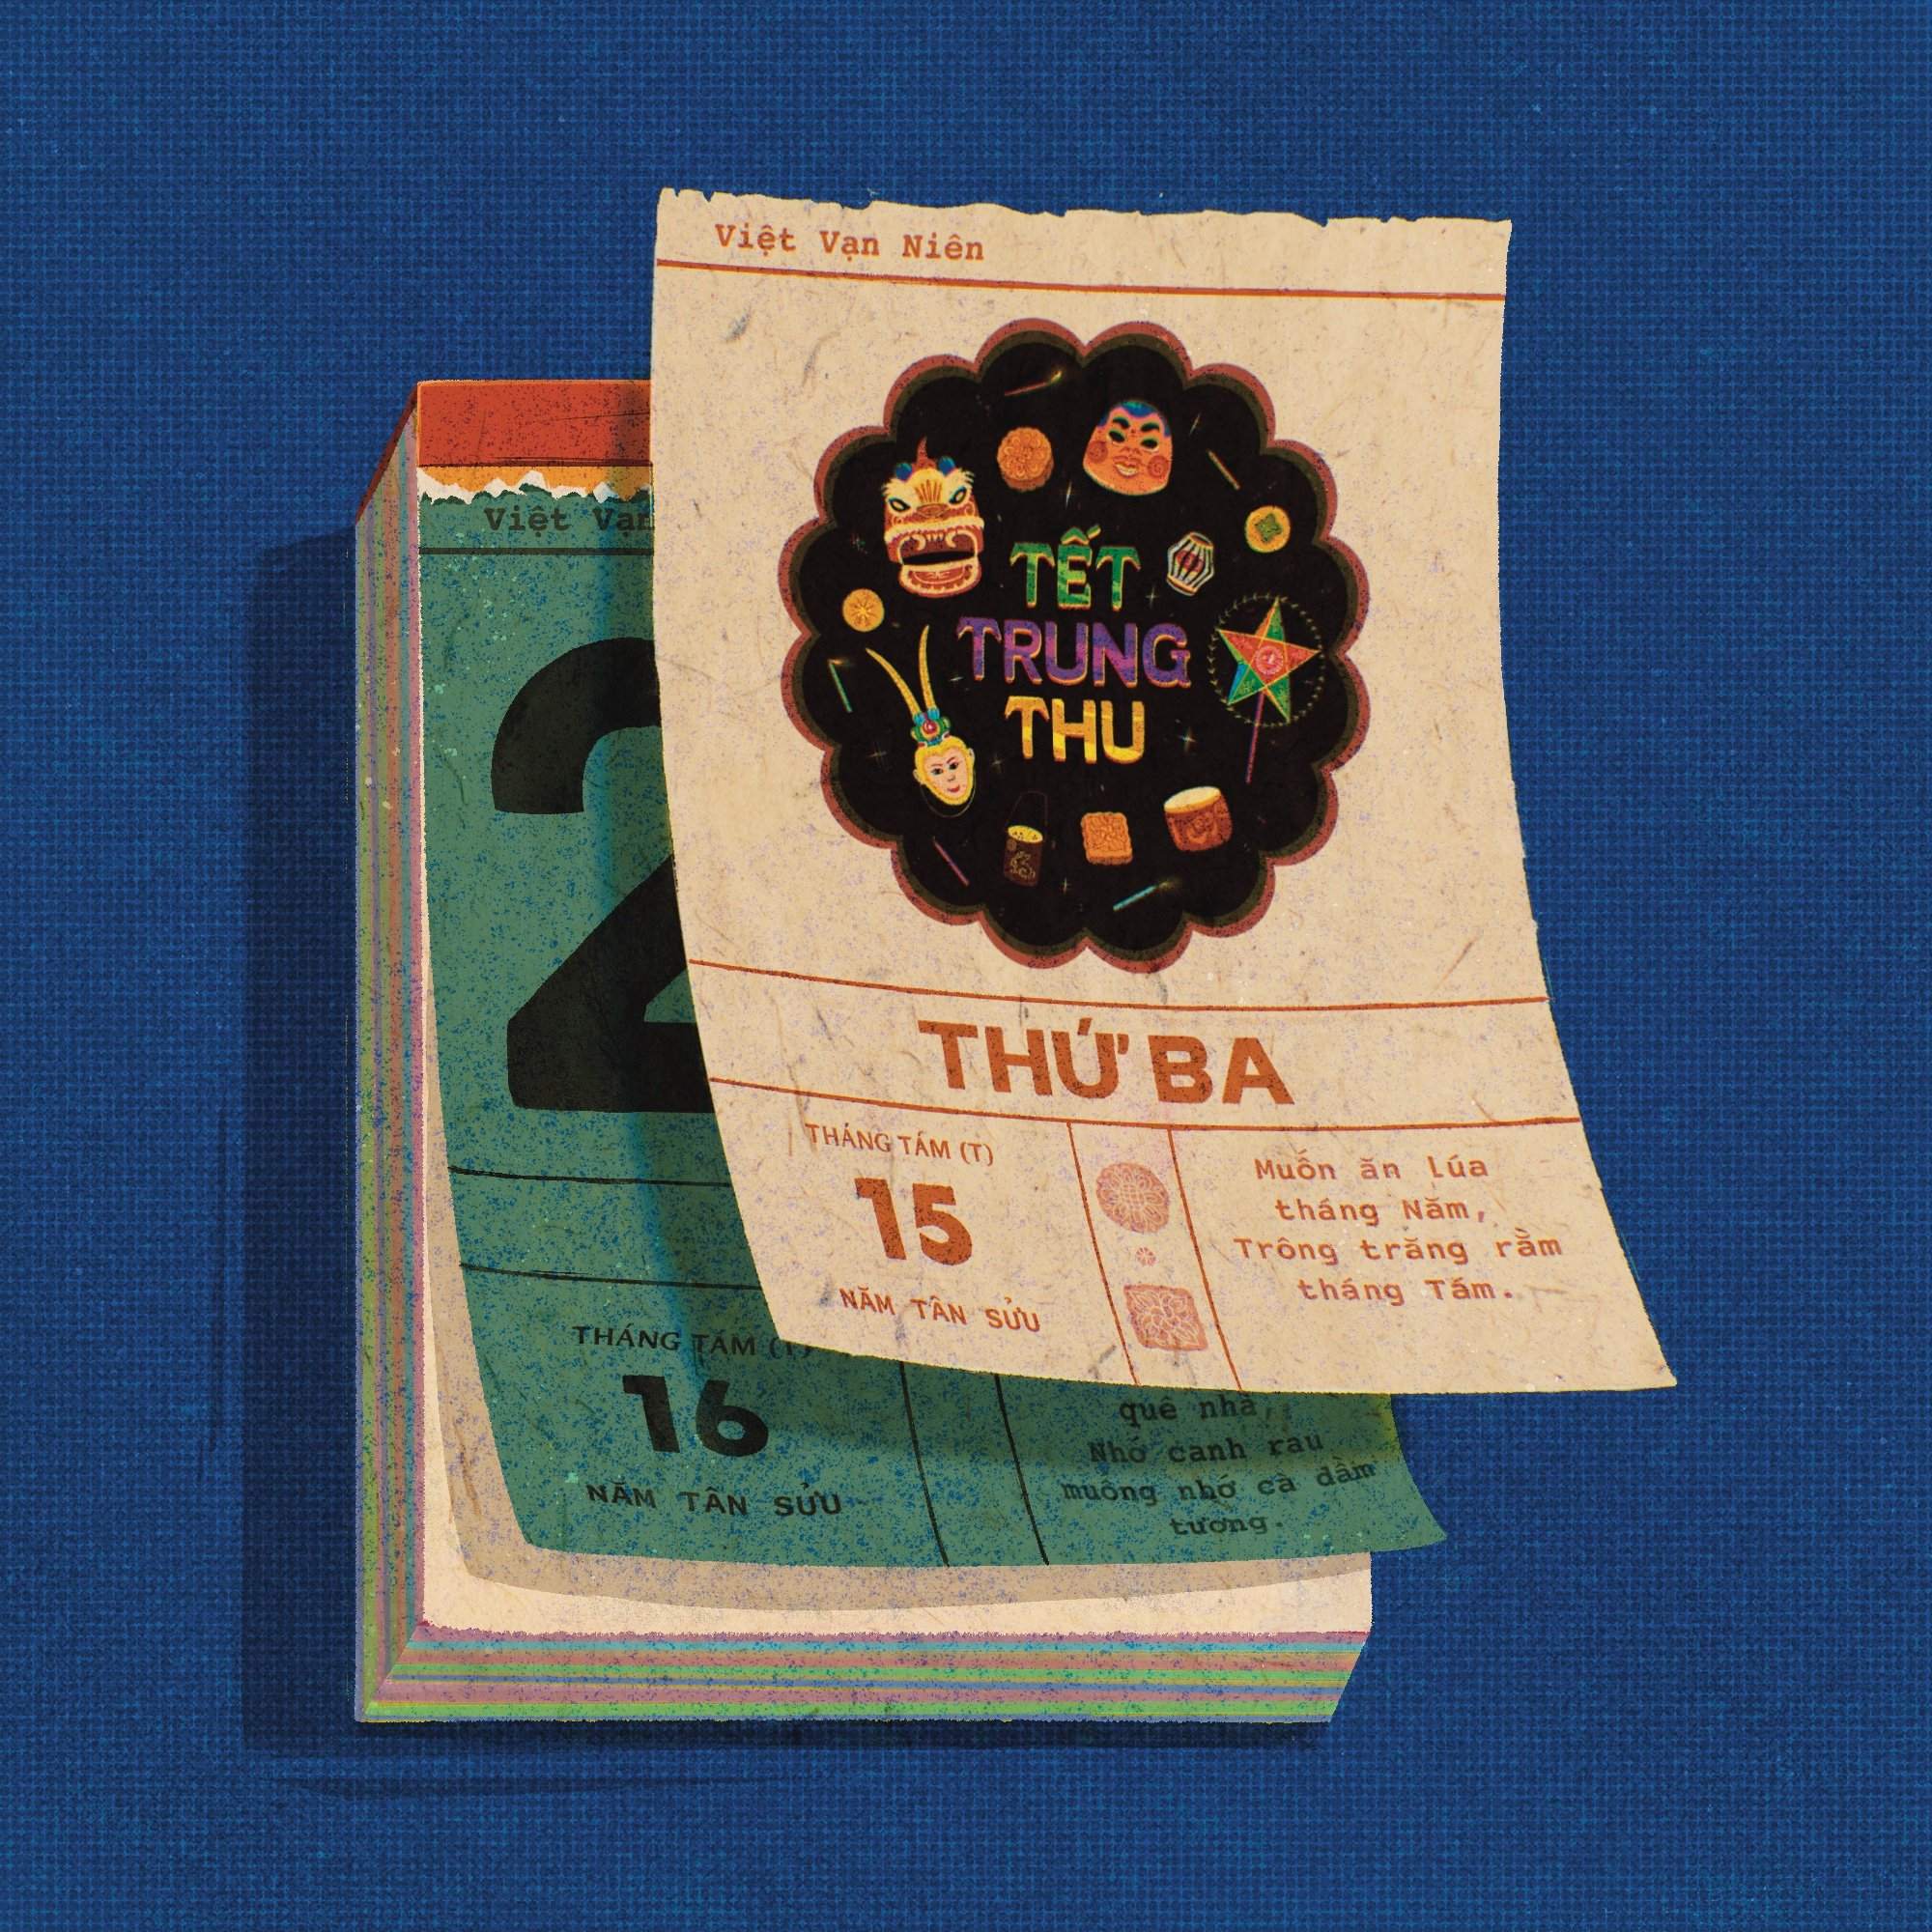 Việt Vạn Niên
TẾT
TRUNG
THU
THỨ BA
THÁNG TÁM (T)
15
NĂM TÂN SỬU
Muốn ăn lúa
tháng Năm,
Trông trăng rằm
tháng Tám.
Việt Vạn
2
THÁNG TÁM (T)
16
NĂM TÂN SỬU
quê nhà,
Nhớ canh rau
muống nhớ cà dầm
tương.